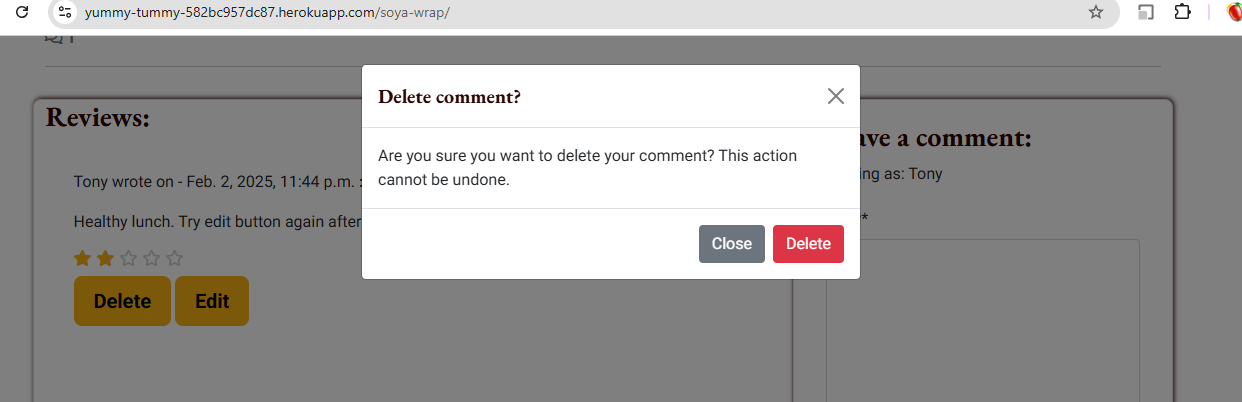 yummy-tummy-582bc957dc87.herokuapp.com/soya-wrap/
Delete comment?
Are you sure you want to delete your comment? This action
cannot be undone.
Close Delete
Reviews:
Tony wrote on - Feb. 2, 2025, 11:44 p.m. :
Healthy lunch. Try edit button again after
Delete Edit
ave a comment:
ng as: Tony
*